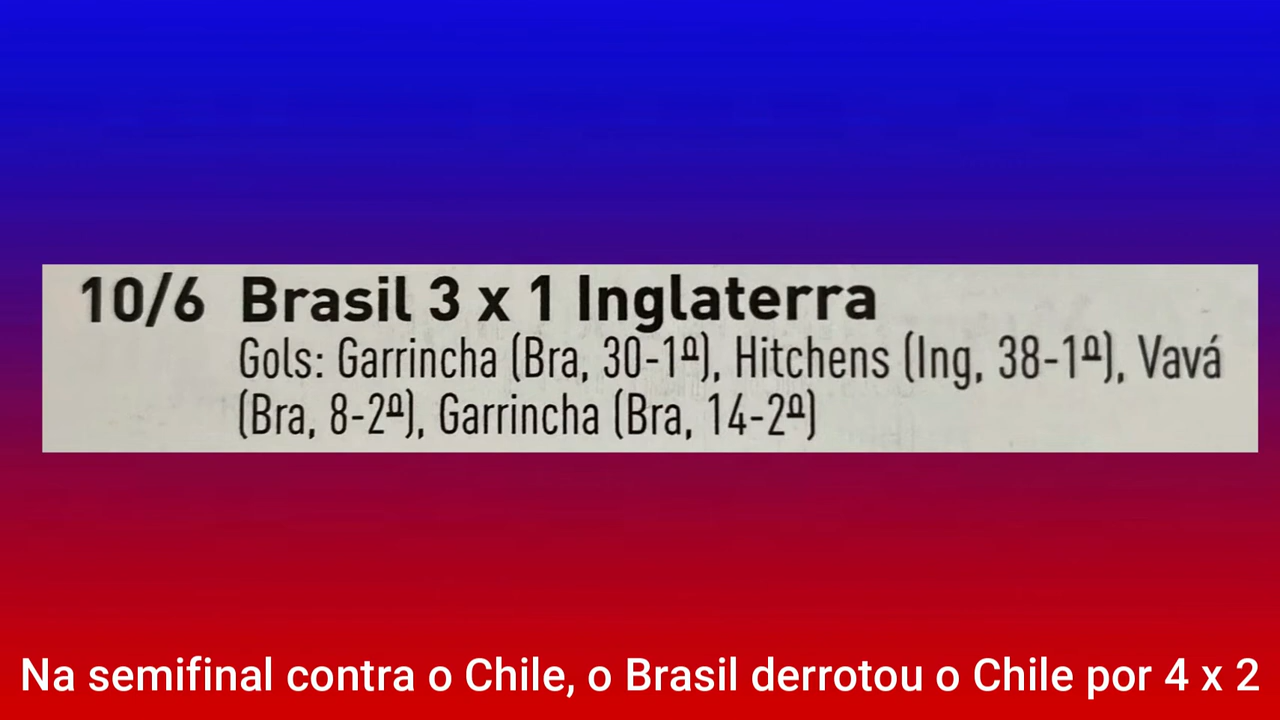 10/6 Brasil 3 x 1 Inglaterra
Gols: Garrincha (Bra, 30-1º), Hitchens (Ing, 38-1º), Vavá
(Bra, 8-2º), Garrincha (Bra, 14-2º)
Na semifinal contra o Chile, o Brasil derrotou o Chile por 4 x 2